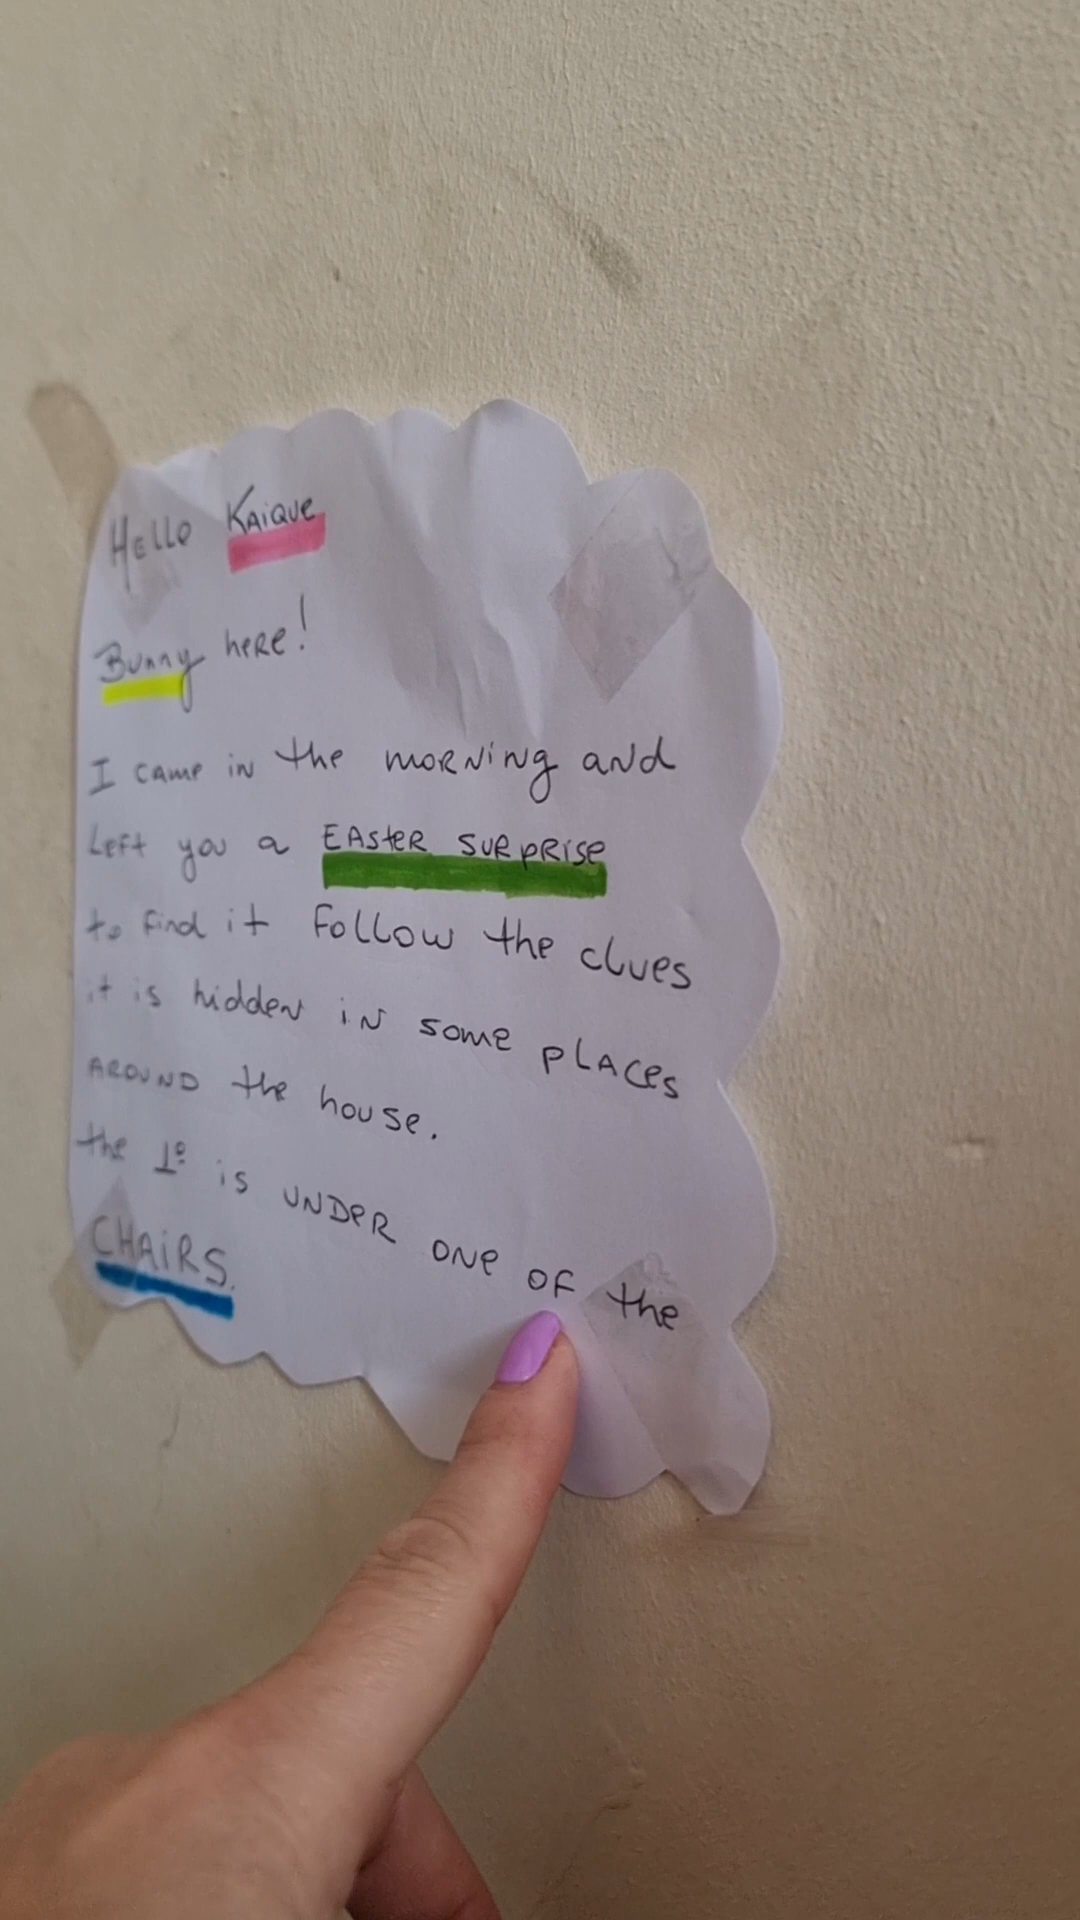 Hello Kaique
Bunny here!
I came in the morning and
Left you a EASTER SURPRISE
to find it Follow the clues
it is hidden in some places
AROUND the house.
the 1º is UNDER one OF the
CHAIRS.